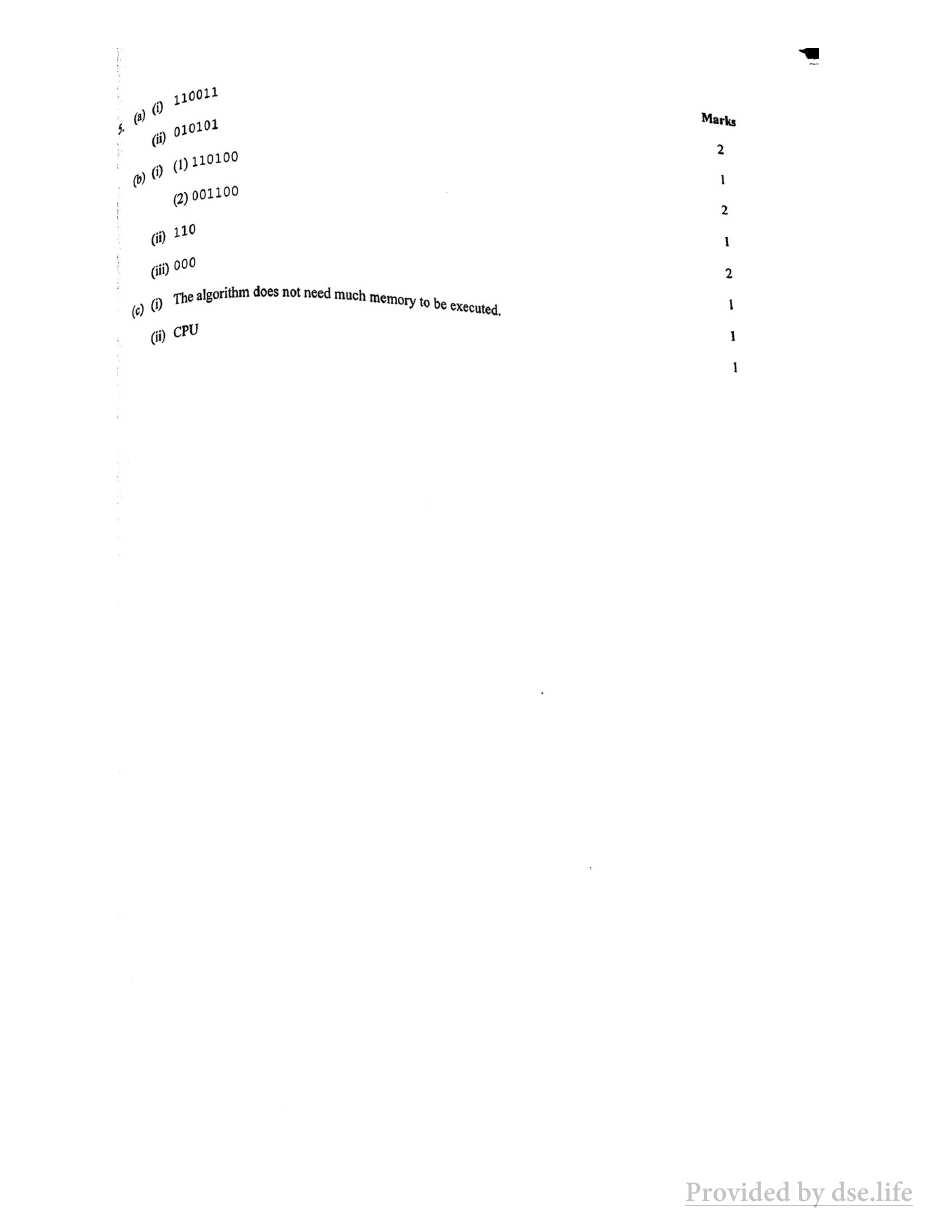 Marks
5. (a) (i) 110011 2
(ii) 010101 1
(b) (i) (1) 110100 2
(2) 001100 1
(ii) 110 2
(iii) 000 1
(c) (i) The algorithm does not need much memory to be executed. 1
(ii) CPU 1
Provided by dse.life